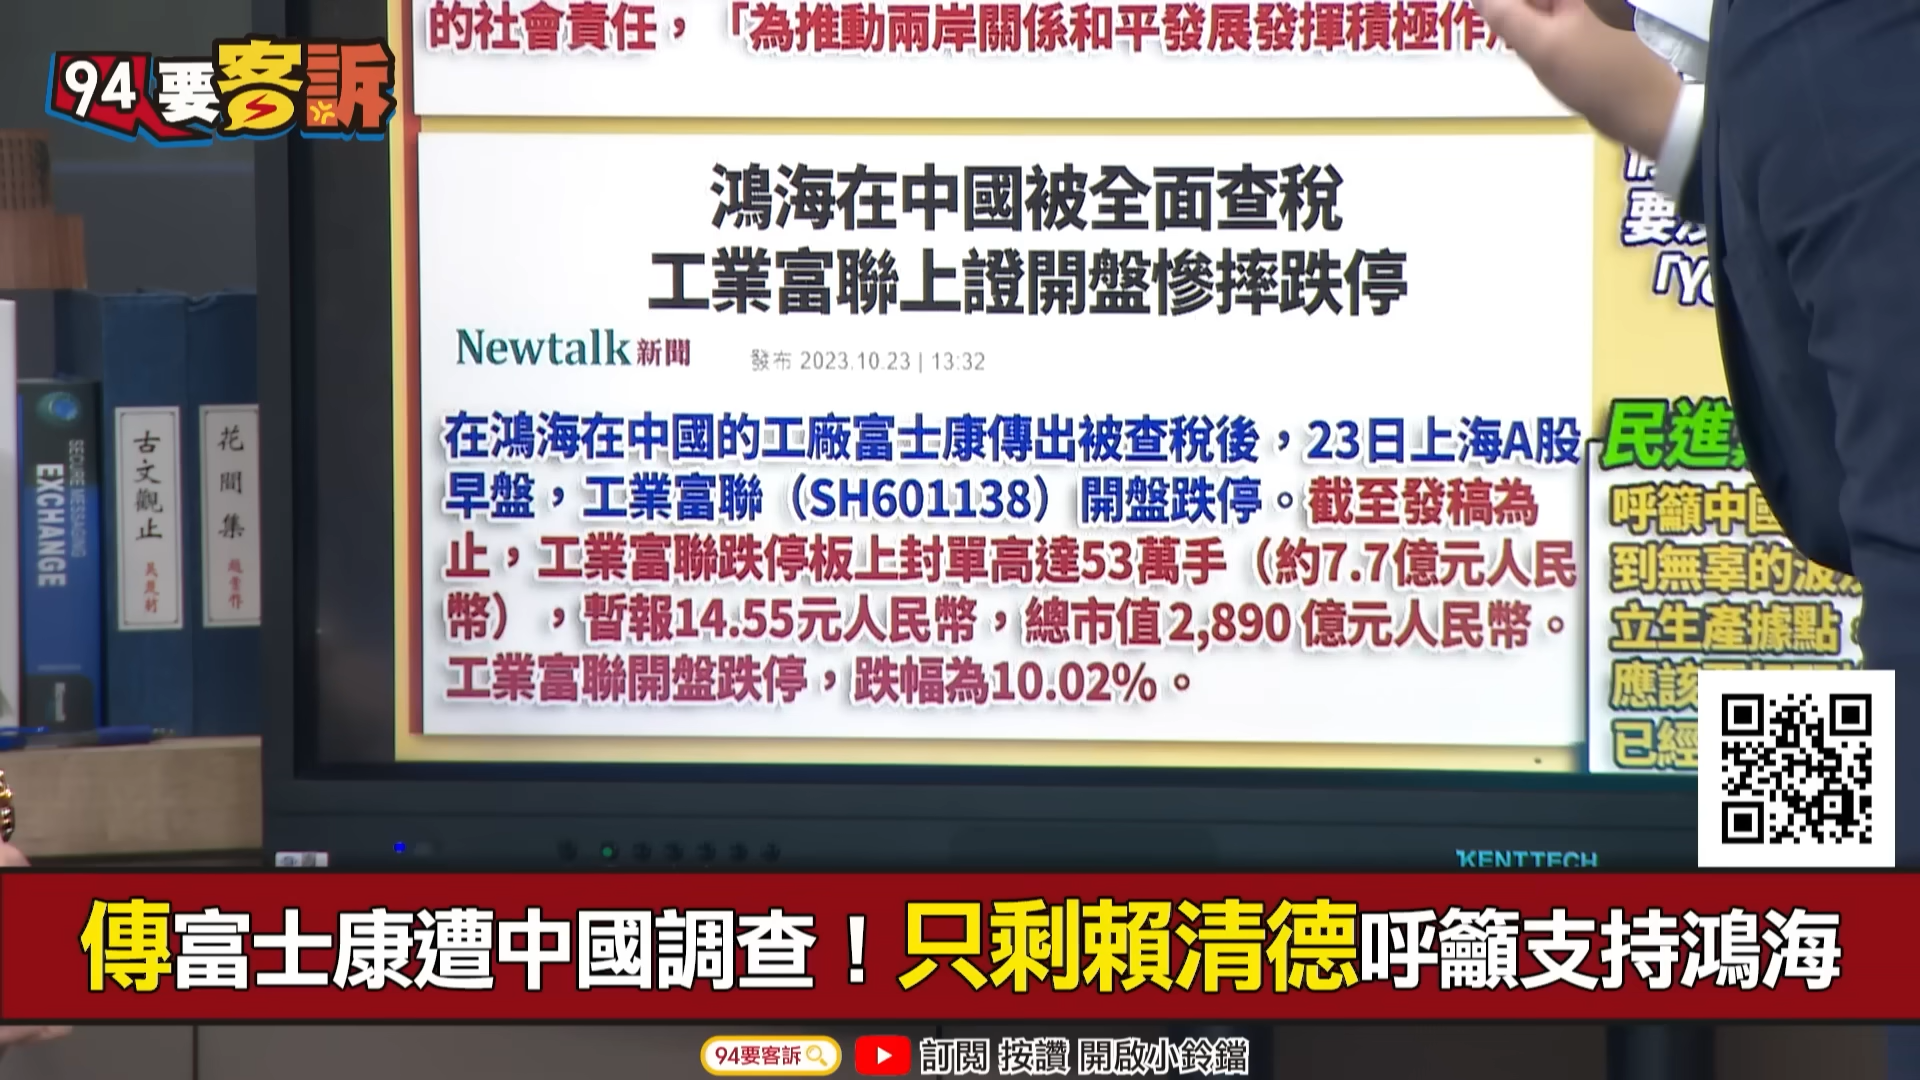 的社會責任，「為推動兩岸關係和平發展發揮積極作
94要客訴
鴻海在中國被全面查稅
工業富聯上證開盤慘摔跌停
Newtalk新聞
發布 2023.10.23 | 13:32
在鴻海在中國的工廠富士康傳出被查稅後，23日上海A股
早盤，工業富聯（SH601138）開盤跌停。截至發稿為
止，工業富聯跌停板上封單高達53萬手（約7.7億元人民
幣），暫報14.55元人民幣，總市值2,890億元人民幣。
工業富聯開盤跌停，跌幅為10.02%。
要
「Yo
民進
呼籲中國
到無辜的波
立生產據點
應該
已經
SECURE MESSAGING
EXCHANGE
Microsoft
古文觀止
花間集
KENTTECH
傳富士康遭中國調查！只剩賴清德呼籲支持鴻海
94要客訴
訂閱 按讚 開啟小鈴鐺